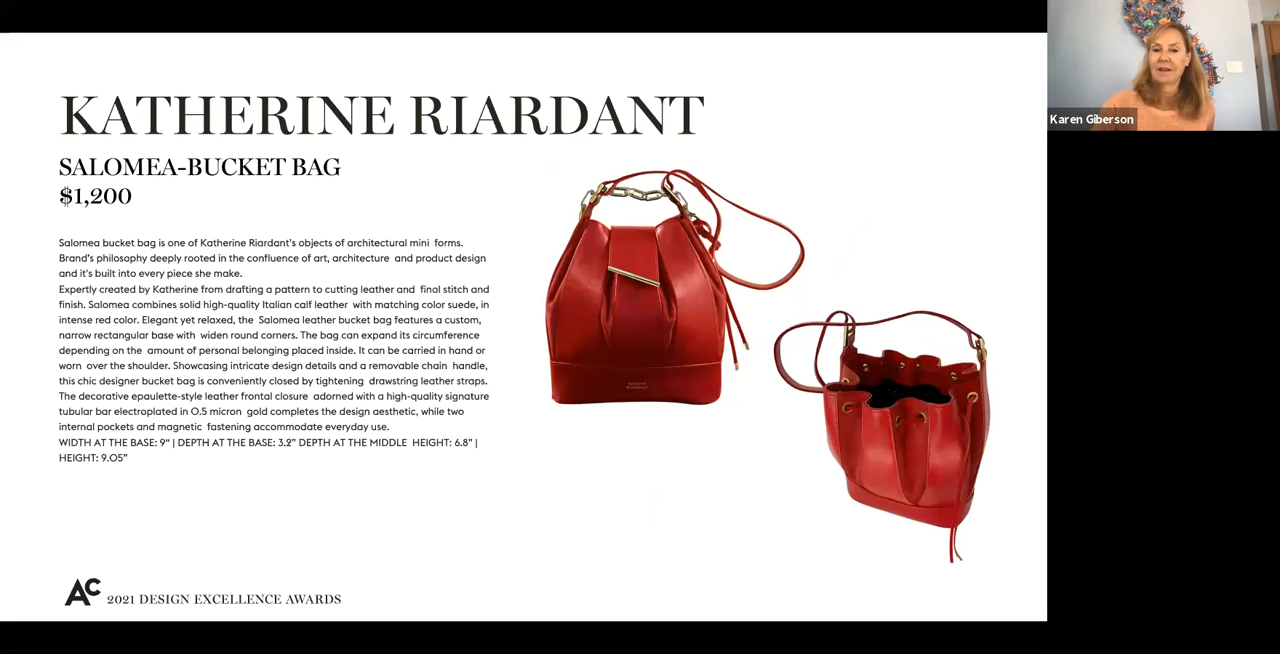 KATHERINE RIARDANT
SALOMEA-BUCKET BAG
$1,200
Salomea bucket bag is one of Katherine Riardant's objects of architectural mini forms.
Brand's philosophy deeply rooted in the confluence of art, architecture and product design
and it's built into every piece she make.
Expertly created by Katherine from drafting a pattern to cutting leather and final stitch and
finish. Salomea combines solid high-quality Italian calf leather with matching color suede, in
intense red color. Elegant yet relaxed, the Salomea leather bucket bag features a custom,
narrow rectangular base with widen round corners. The bag can expand its circumference
depending on the amount of personal belonging placed inside. It can be carried in hand or
worn over the shoulder. Showcasing intricate design details and a removable chain handle,
this chic designer bucket bag is conveniently closed by tightening drawstring leather straps.
The decorative epaulette-style leather frontal closure adorned with a high-quality signature
tubular bar electroplated in 0.5 micron gold completes the design aesthetic, while two
internal pockets and magnetic fastening accommodate everyday use.
WIDTH AT THE BASE: 9" | DEPTH AT THE BASE: 3.2" DEPTH AT THE MIDDLE HEIGHT: 6.8" |
HEIGHT: 9.05"
AC 2021 DESIGN EXCELLENCE AWARDS
Karen Giberson